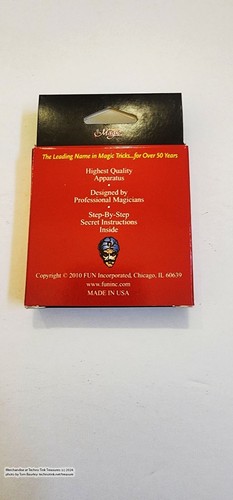 Magic
The Leading Name in Magic Tricks...for Over 50 Years
Highest Quality
Apparatus
•
Designed by
Professional Magicians
•
Step-By-Step
Secret Instructions
Inside
Copyright © 2010 FUN Incorporated, Chicago, IL 60639
www.funinc.com
MADE IN USA